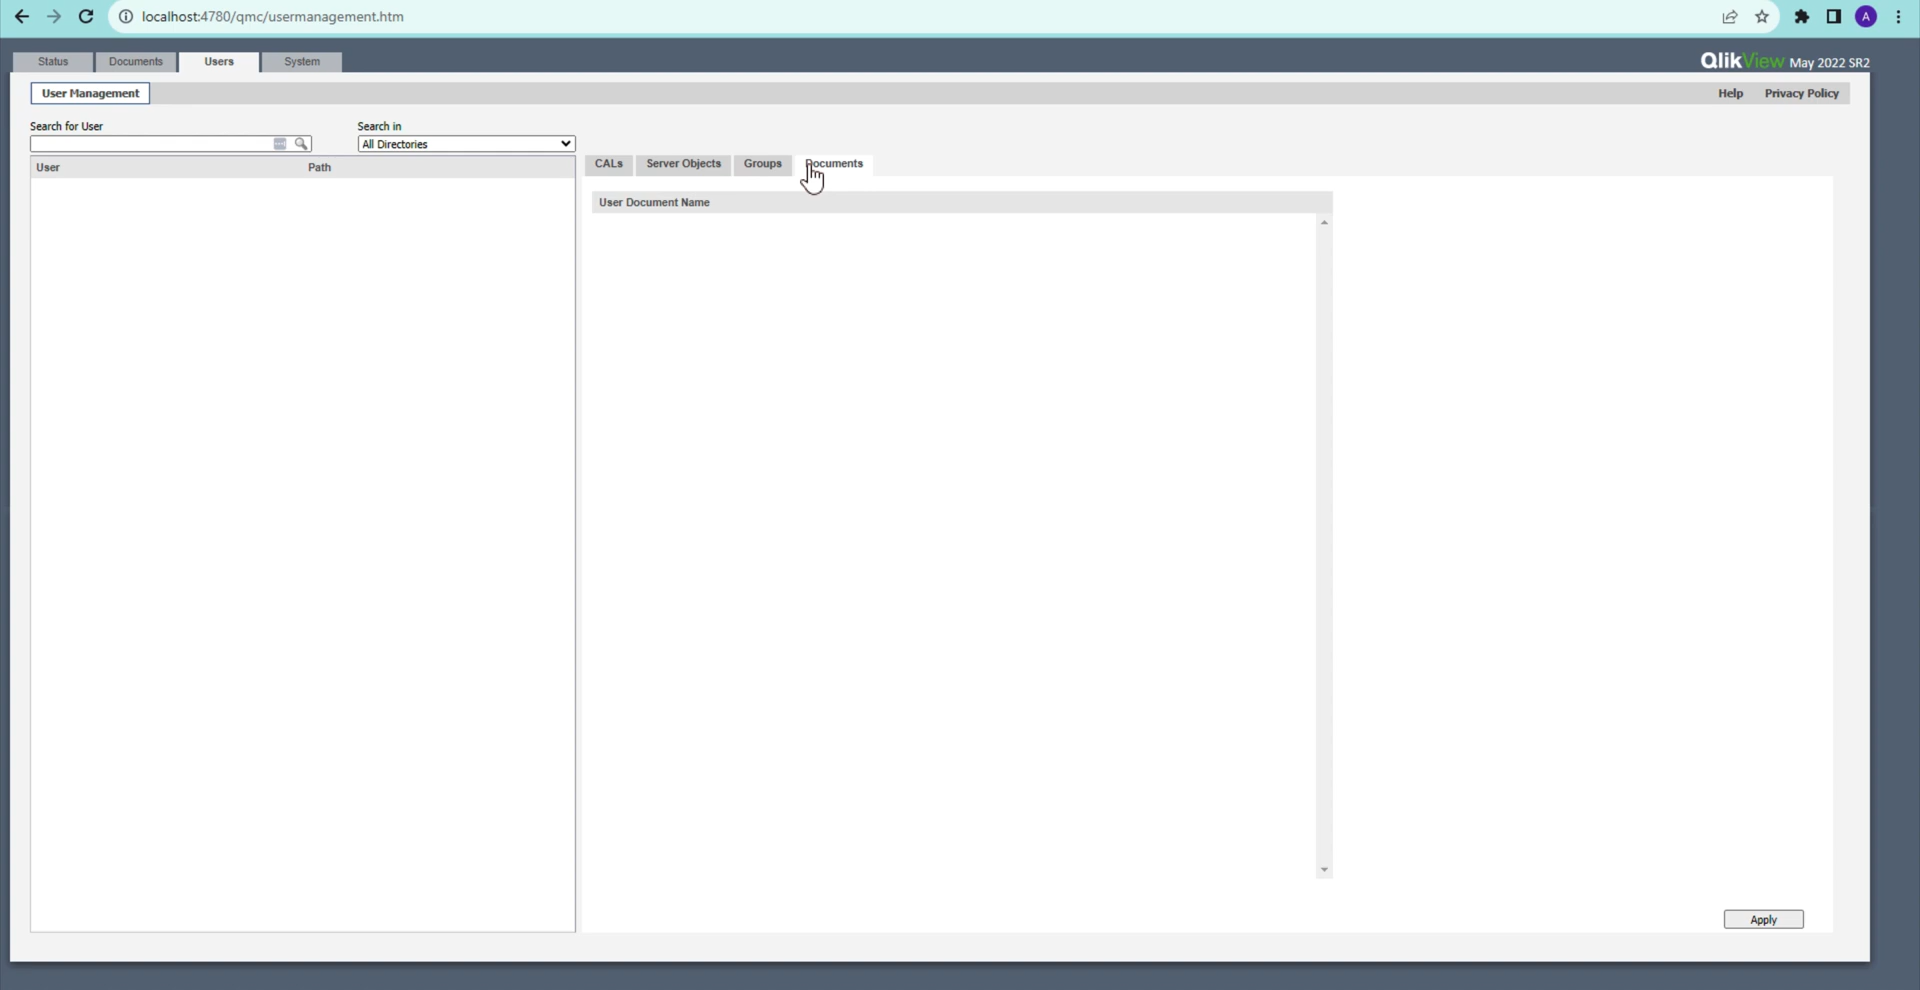 localhost:4780/qmc/usermanagement.htm
A
Status Documents Users System
QlikView May 2022 SR2
User Management
Help Privacy Policy
Search for User
Search in
All Directories
User Path
CALs Server Objects Groups Documents
User Document Name
Apply